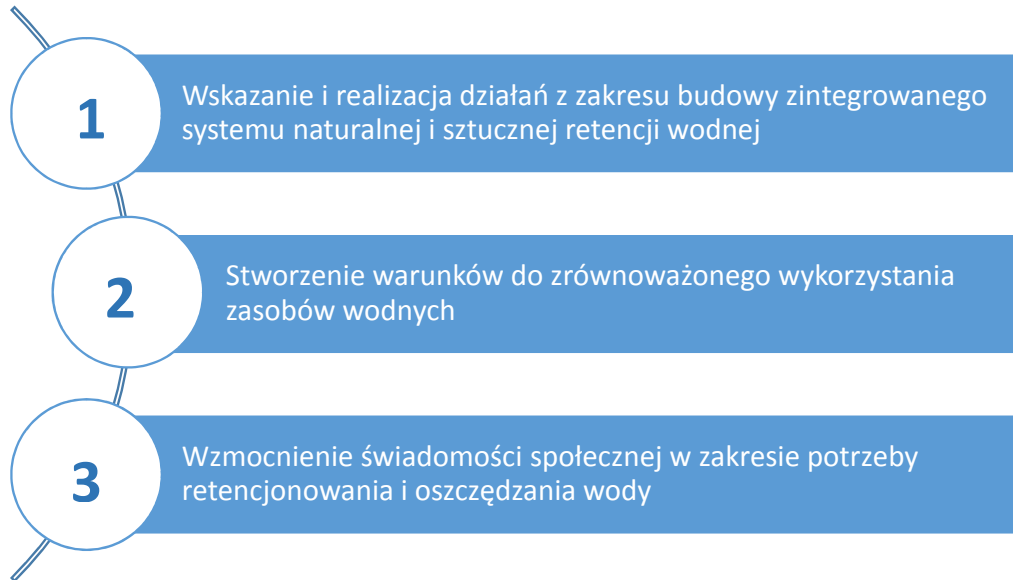 1
Wskazanie i realizacja działań z zakresu budowy zintegrowanego
systemu naturalnej i sztucznej retencji wodnej
2
Stworzenie warunków do zrównoważonego wykorzystania
zasobów wodnych
3
Wzmocnienie świadomości społecznej w zakresie potrzeby
retencjonowania i oszczędzania wody